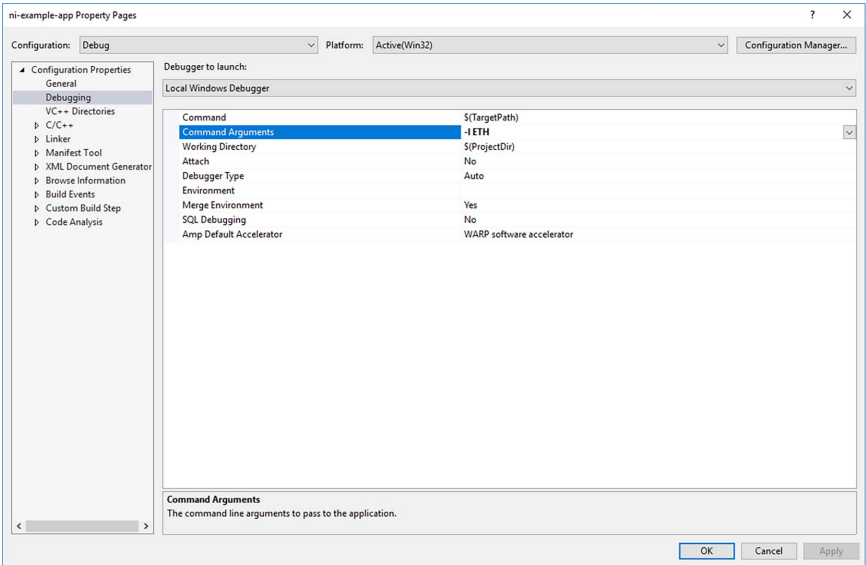 ni-example-app Property Pages
? ×
Configuration: Debug Platform: Active(Win32) Configuration Manager...
Configuration Properties
General
Debugging
VC++ Directories
C/C++
Linker
Manifest Tool
XML Document Generator
Browse Information
Build Events
Custom Build Step
Code Analysis
Debugger to launch:
Local Windows Debugger
Command $(TargetPath)
Command Arguments -I ETH
Working Directory $(ProjectDir)
Attach No
Debugger Type Auto
Environment
Merge Environment Yes
SQL Debugging No
Amp Default Accelerator WARP software accelerator
Command Arguments
The command line arguments to pass to the application.
OK Cancel Apply